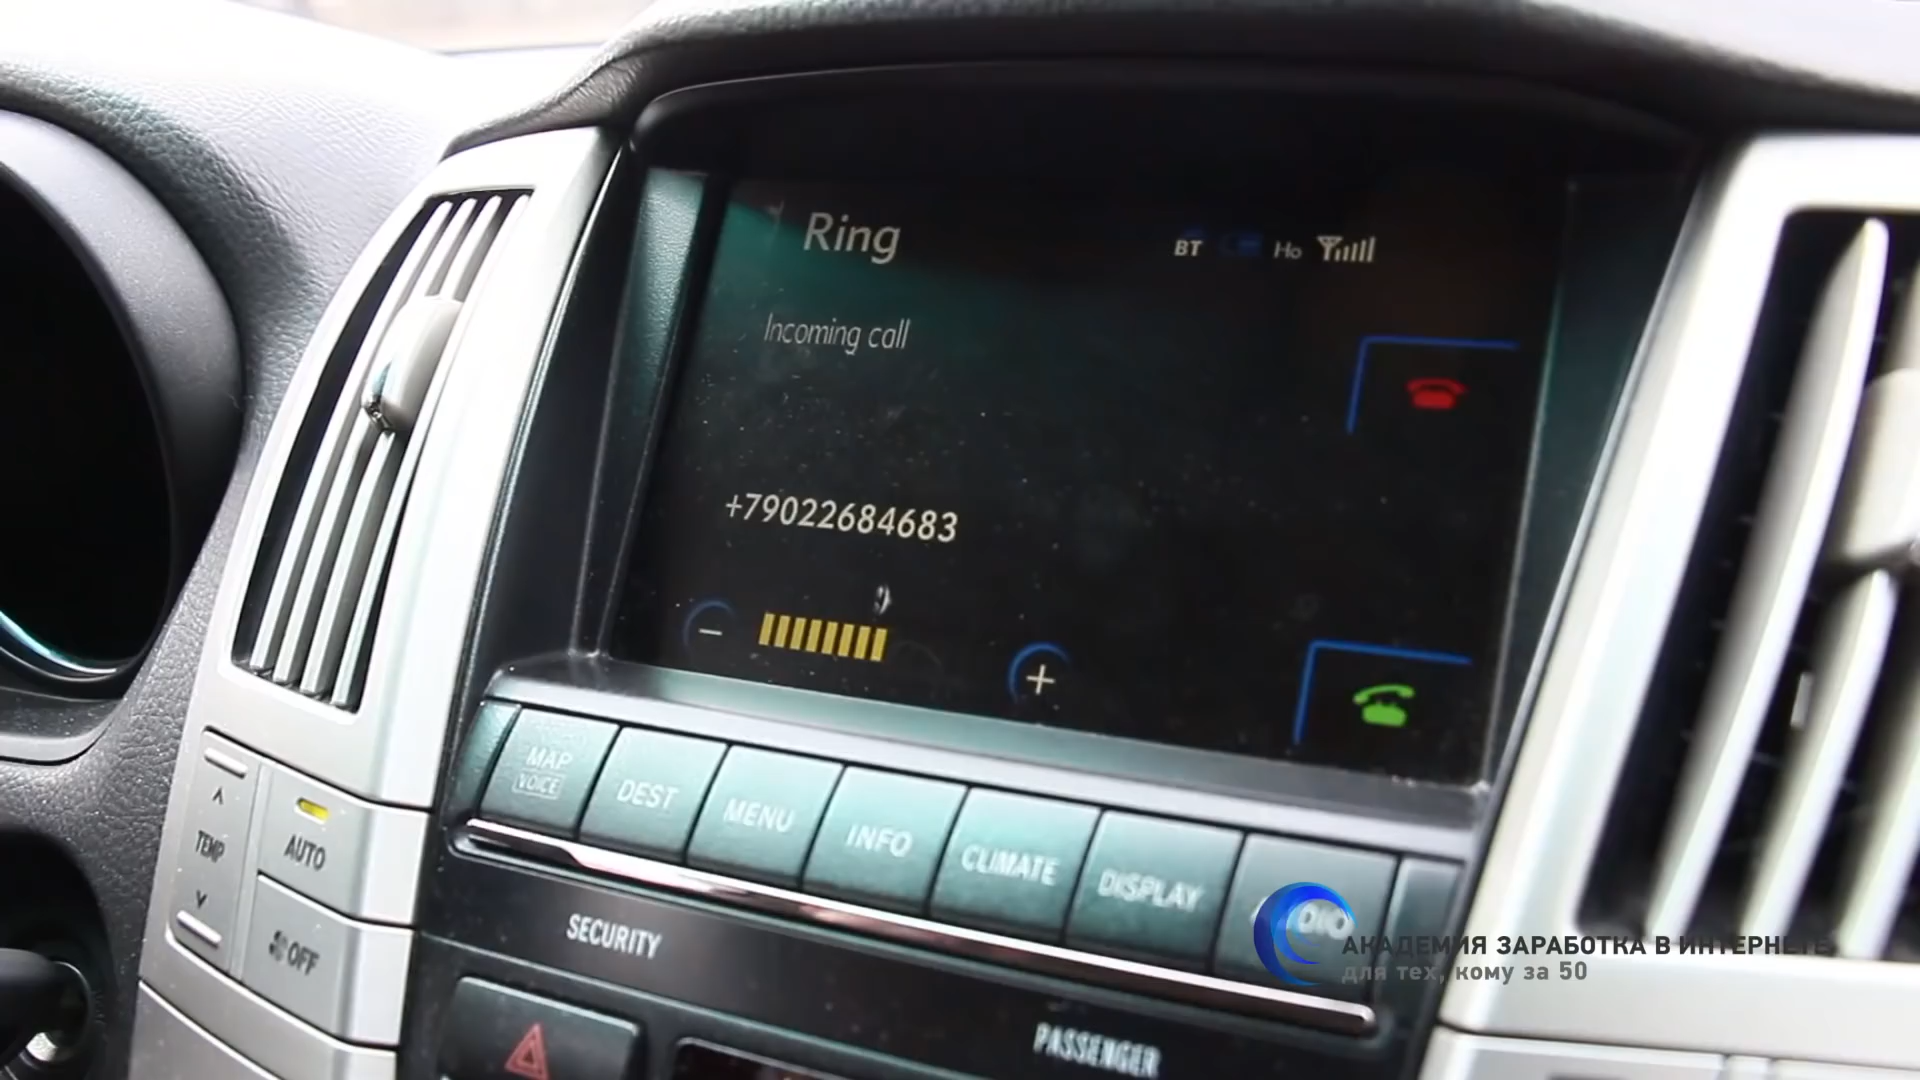 Ring
BT Ho
Incoming call
+79022684683
− +
MAP
VOICE
DEST
MENU
INFO
CLIMATE
DISPLAY
TEMP
AUTO
OFF
SECURITY
PASSENGER
АКАДЕМИЯ ЗАРАБОТКА В ИНТЕРНЕТЕ
для тех, кому за 50